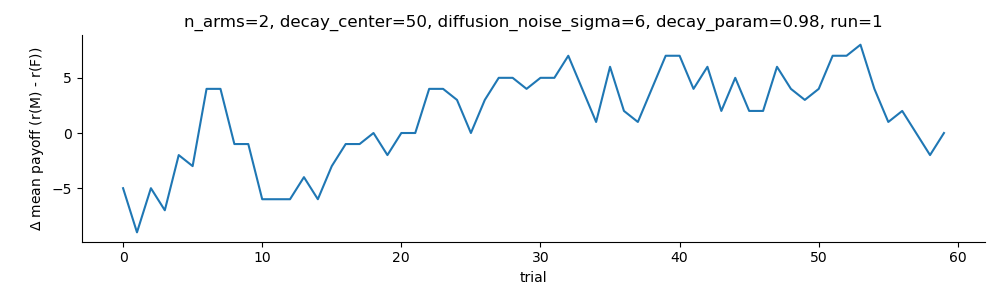 n_arms=2, decay_center=50, diffusion_noise_sigma=6, decay_param=0.98, run=1
Δ mean payoff (r(M) - r(F))
5
0
−5
0 10 20 30 40 50 60
trial